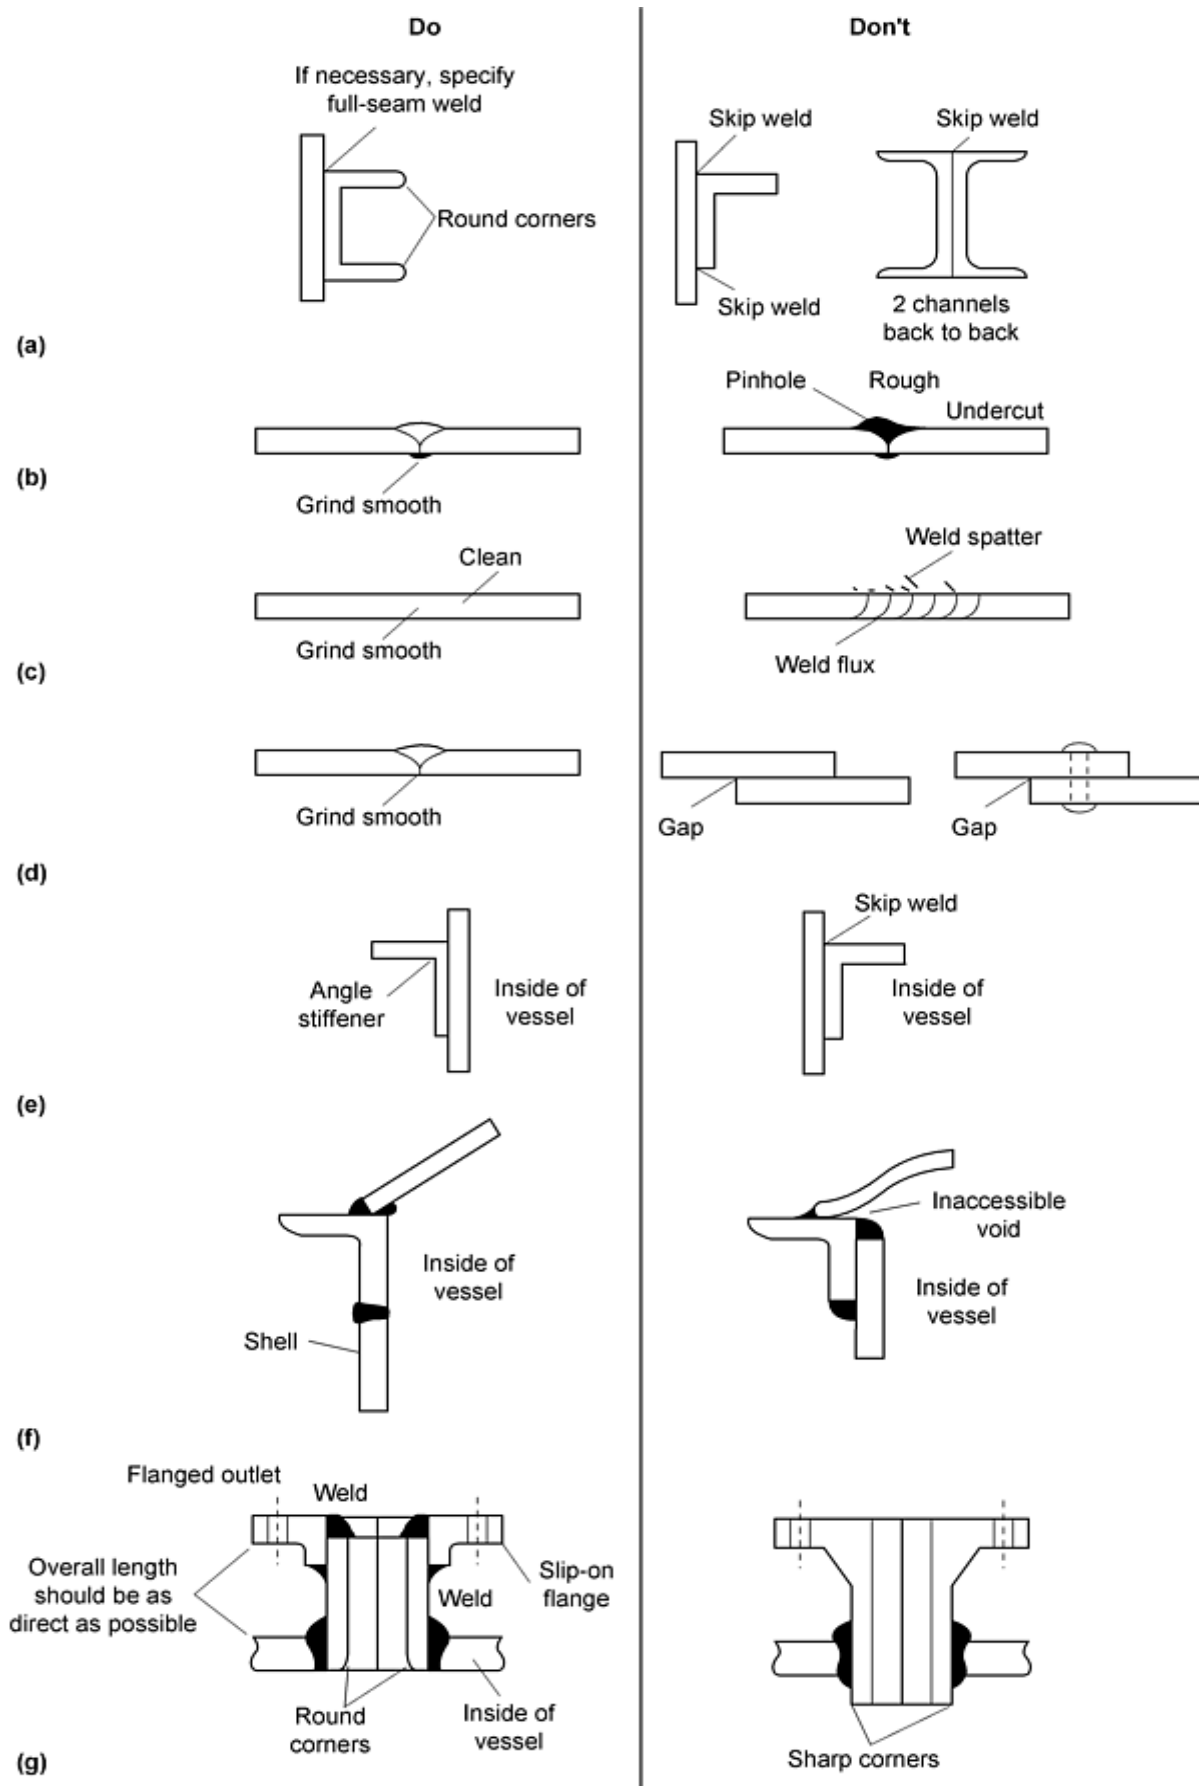 Do
Don't
If necessary, specify
full-seam weld
Round corners
Skip weld
Skip weld
Skip weld
2 channels
back to back
(a)
Grind smooth
Pinhole
Rough
Undercut
(b)
Clean
Grind smooth
Weld spatter
Weld flux
(c)
Grind smooth
Gap
Gap
(d)
Angle
stiffener
Inside of
vessel
Skip weld
Inside of
vessel
(e)
Inside of
vessel
Shell
Inaccessible
void
Inside of
vessel
(f)
Flanged outlet
Weld
Overall length
should be as
direct as possible
Slip-on
flange
Weld
Round
corners
Inside of
vessel
Sharp corners
(g)